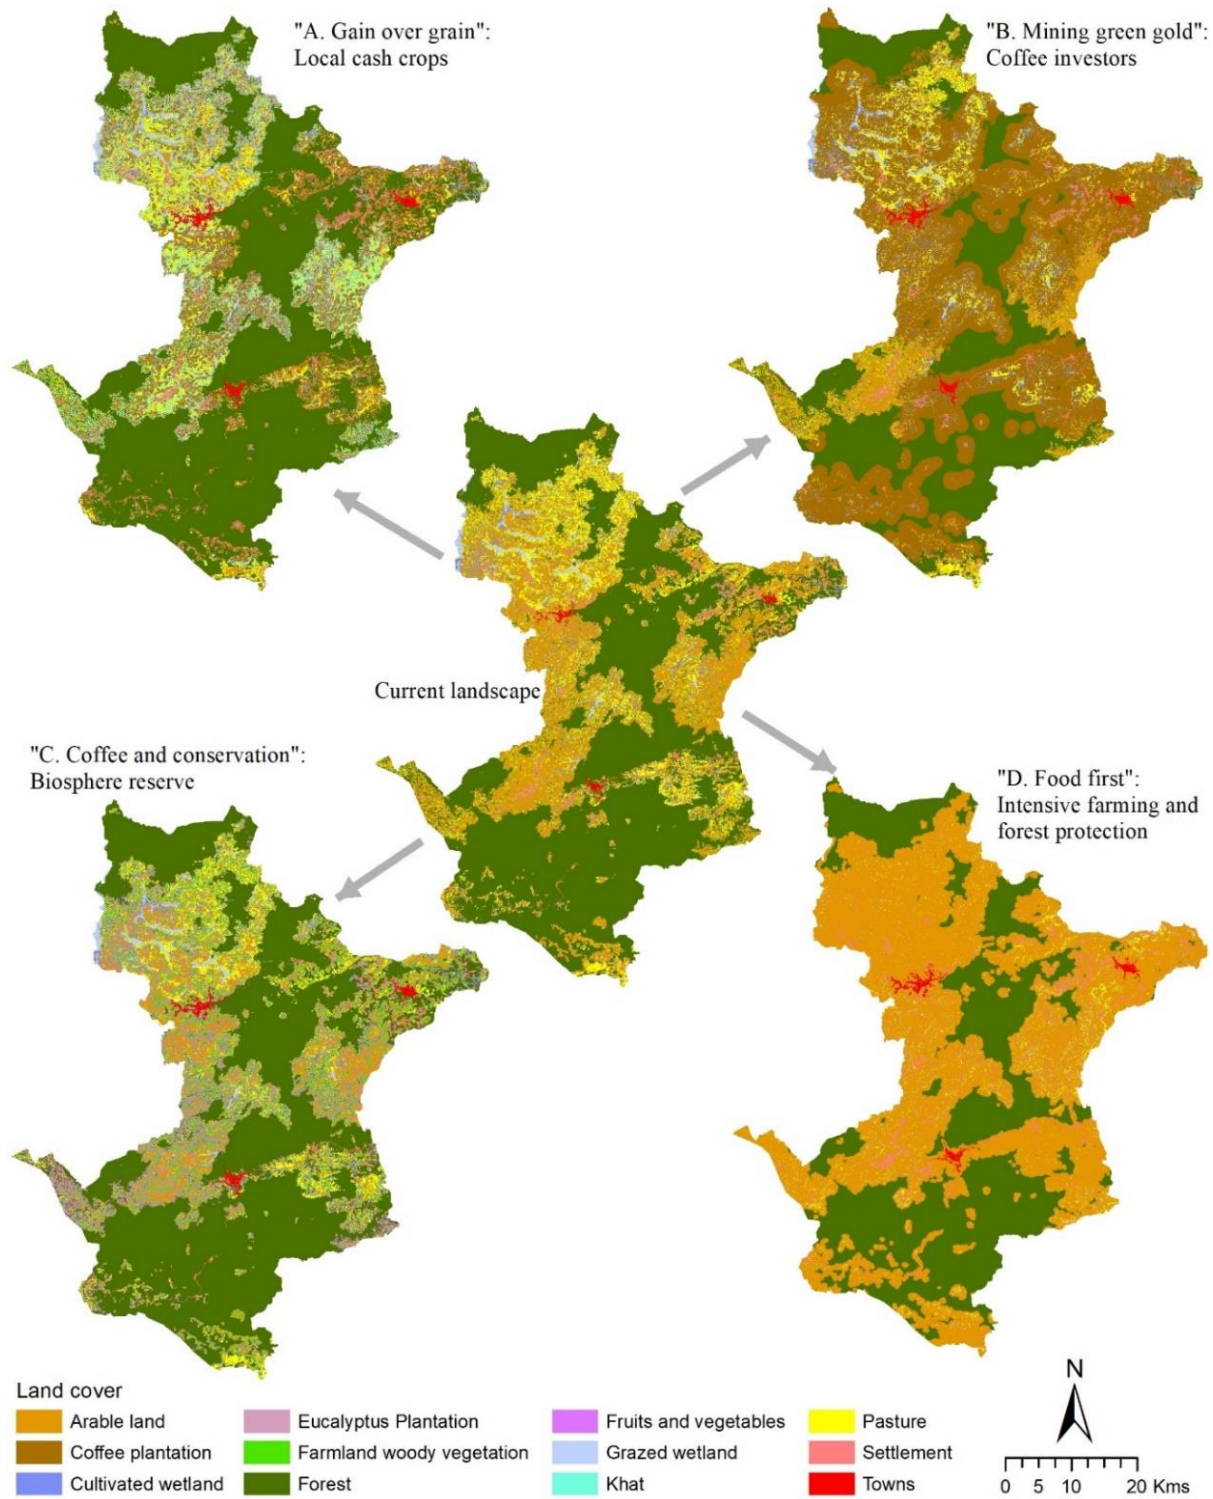 "A. Gain over grain":
Local cash crops
"B. Mining green gold":
Coffee investors
Current landscape
"C. Coffee and conservation":
Biosphere reserve
"D. Food first":
Intensive farming and
forest protection
Land cover
Arable land
Coffee plantation
Cultivated wetland
Eucalyptus Plantation
Farmland woody vegetation
Forest
Fruits and vegetables
Grazed wetland
Khat
Pasture
Settlement
Towns
N
0 5 10 20 Kms